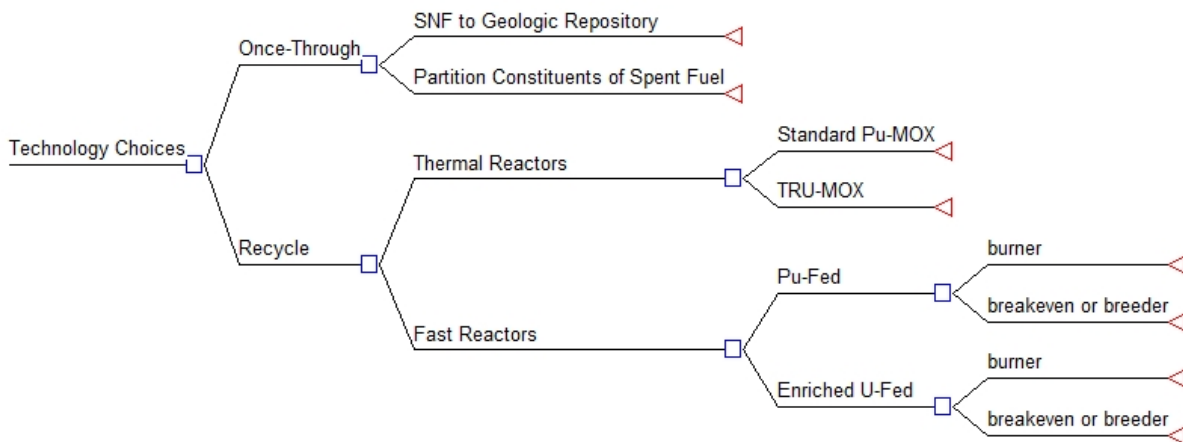 SNF to Geologic Repository
Once-Through
Partition Constituents of Spent Fuel
Technology Choices
Standard Pu-MOX
Thermal Reactors
TRU-MOX
Recycle
burner
Pu-Fed
breakeven or breeder
Fast Reactors
burner
Enriched U-Fed
breakeven or breeder